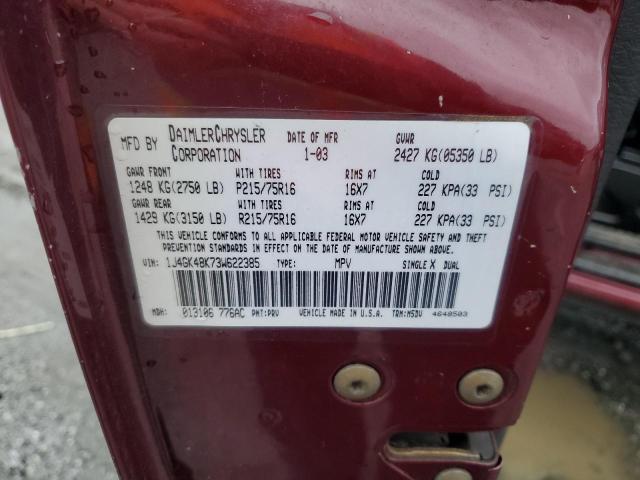 MFD BY DAIMLERCHRYSLER CORPORATION DATE OF MFR 1-03 GVWR 2427 KG(05350 LB)
GAWR FRONT WITH TIRES RIMS AT COLD
1248 KG(2750 LB) P215/75R16 16X7 227 KPA(33 PSI)
GAWR REAR WITH TIRES RIMS AT COLD
1429 KG(3150 LB) R215/75R16 16X7 227 KPA(33 PSI)
THIS VEHICLE CONFORMS TO ALL APPLICABLE FEDERAL MOTOR VEHICLE SAFETY AND THEFT
PREVENTION STANDARDS IN EFFECT ON THE DATE OF MANUFACTURE SHOWN ABOVE.
VIN: 1J4GK48K73W622385 TYPE: MPV SINGLE X DUAL
MDH: 013106 776AC PNT:PRV VEHICLE MADE IN U.S.A. TRM:M5DV 4648503